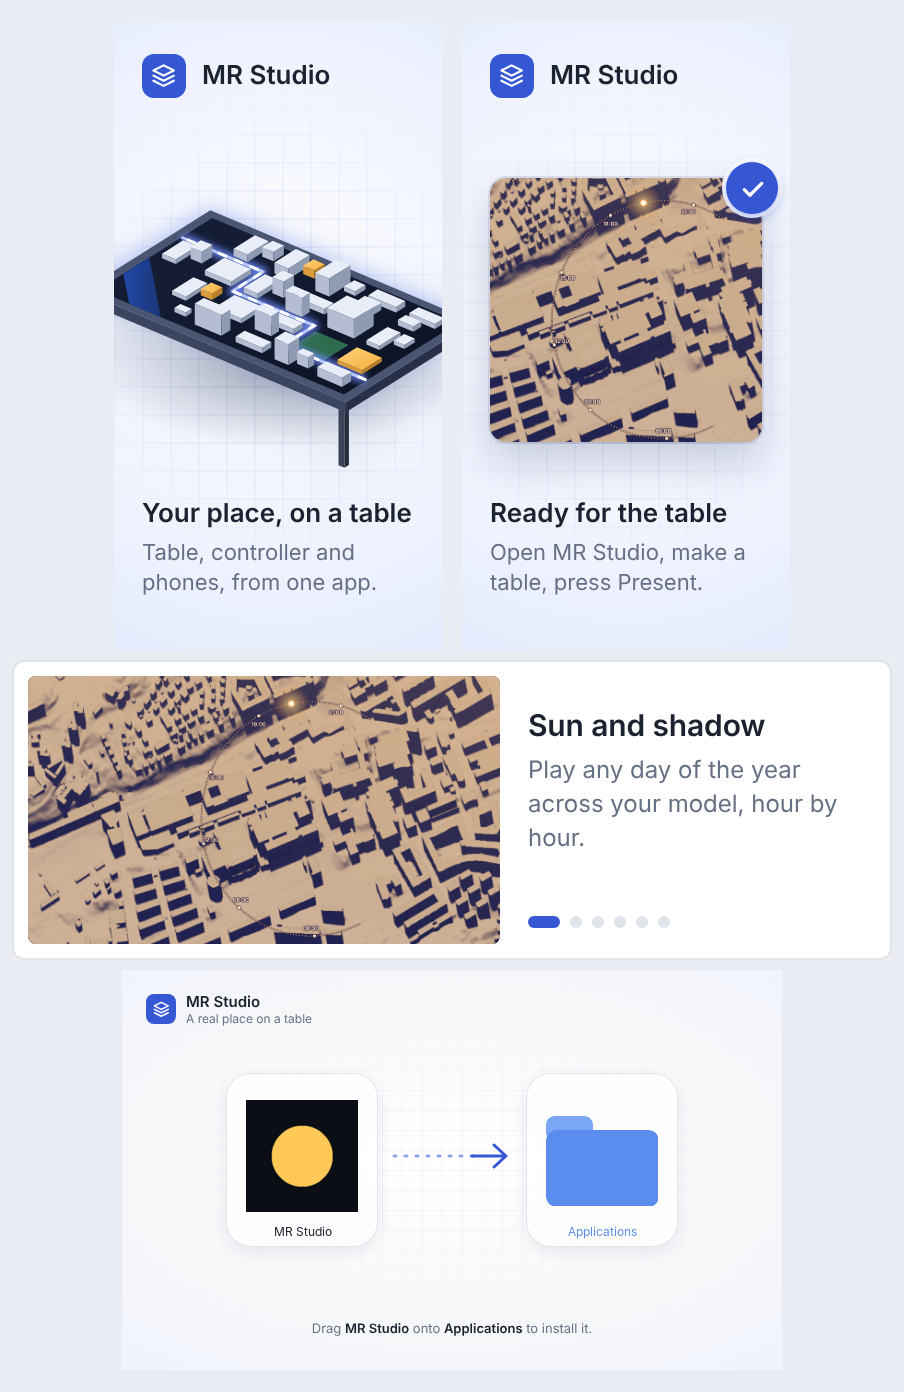 MR Studio
MR Studio
Your place, on a table
Table, controller and
phones, from one app.
Ready for the table
Open MR Studio, make a
table, press Present.
Sun and shadow
Play any day of the year
across your model, hour by
hour.
MR Studio
A real place on a table
MR Studio
Applications
Drag MR Studio onto Applications to install it.